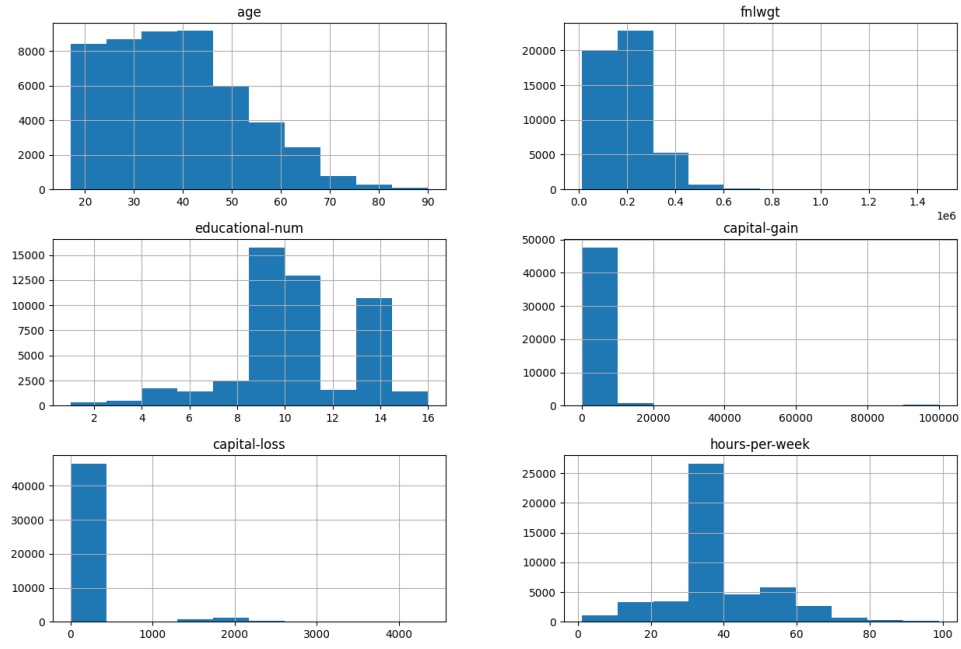 age
8000
6000
4000
2000
0
20 30 40 50 60 70 80 90
fnlwgt
20000
15000
10000
5000
0
0.0 0.2 0.4 0.6 0.8 1.0 1.2 1.4
1e6
educational-num
15000
12500
10000
7500
5000
2500
0
2 4 6 8 10 12 14 16
capital-gain
50000
40000
30000
20000
10000
0
0 20000 40000 60000 80000 100000
capital-loss
40000
30000
20000
10000
0
0 1000 2000 3000 4000
hours-per-week
25000
20000
15000
10000
5000
0
0 20 40 60 80 100